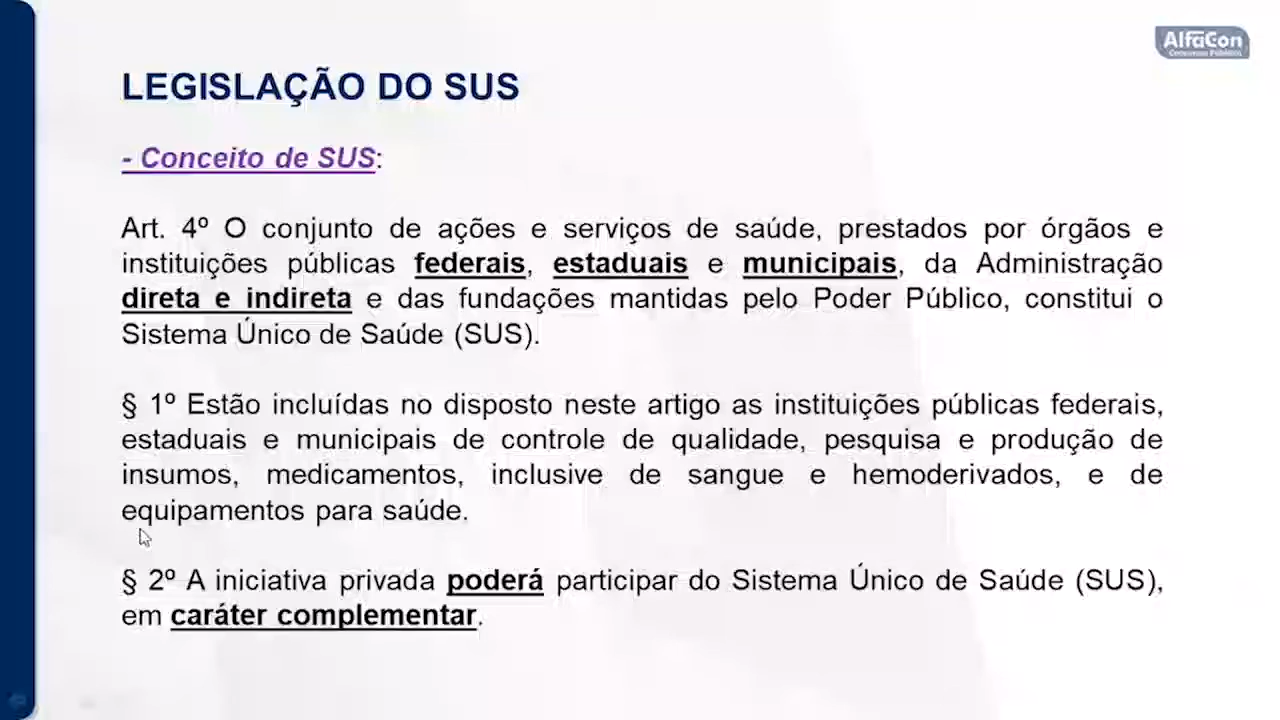 AlfaCon
Concursos Públicos
LEGISLAÇÃO DO SUS
- Conceito de SUS:
Art. 4º O conjunto de ações e serviços de saúde, prestados por órgãos e
instituições públicas federais, estaduais e municipais, da Administração
direta e indireta e das fundações mantidas pelo Poder Público, constitui o
Sistema Único de Saúde (SUS).
§ 1º Estão incluídas no disposto neste artigo as instituições públicas federais,
estaduais e municipais de controle de qualidade, pesquisa e produção de
insumos, medicamentos, inclusive de sangue e hemoderivados, e de
equipamentos para saúde.
§ 2º A iniciativa privada poderá participar do Sistema Único de Saúde (SUS),
em caráter complementar.